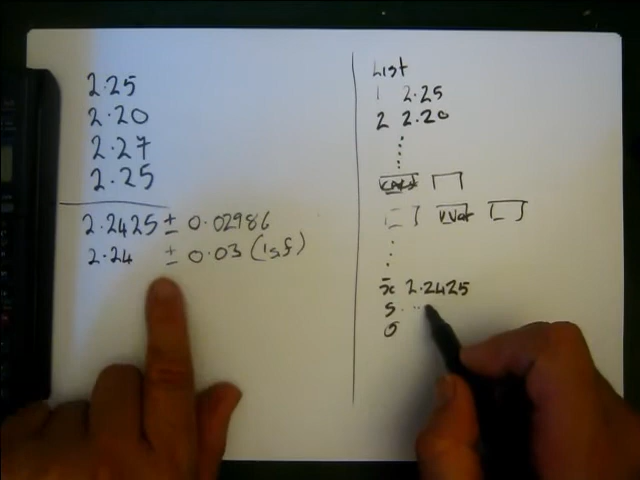 2.25
2.20
2.27
2.25
2.2425 ± 0.02986
2.24 ± 0.03 (1sf)
List
1 2.25
2 2.20
1Var
x̄ 2.2425
s
σ